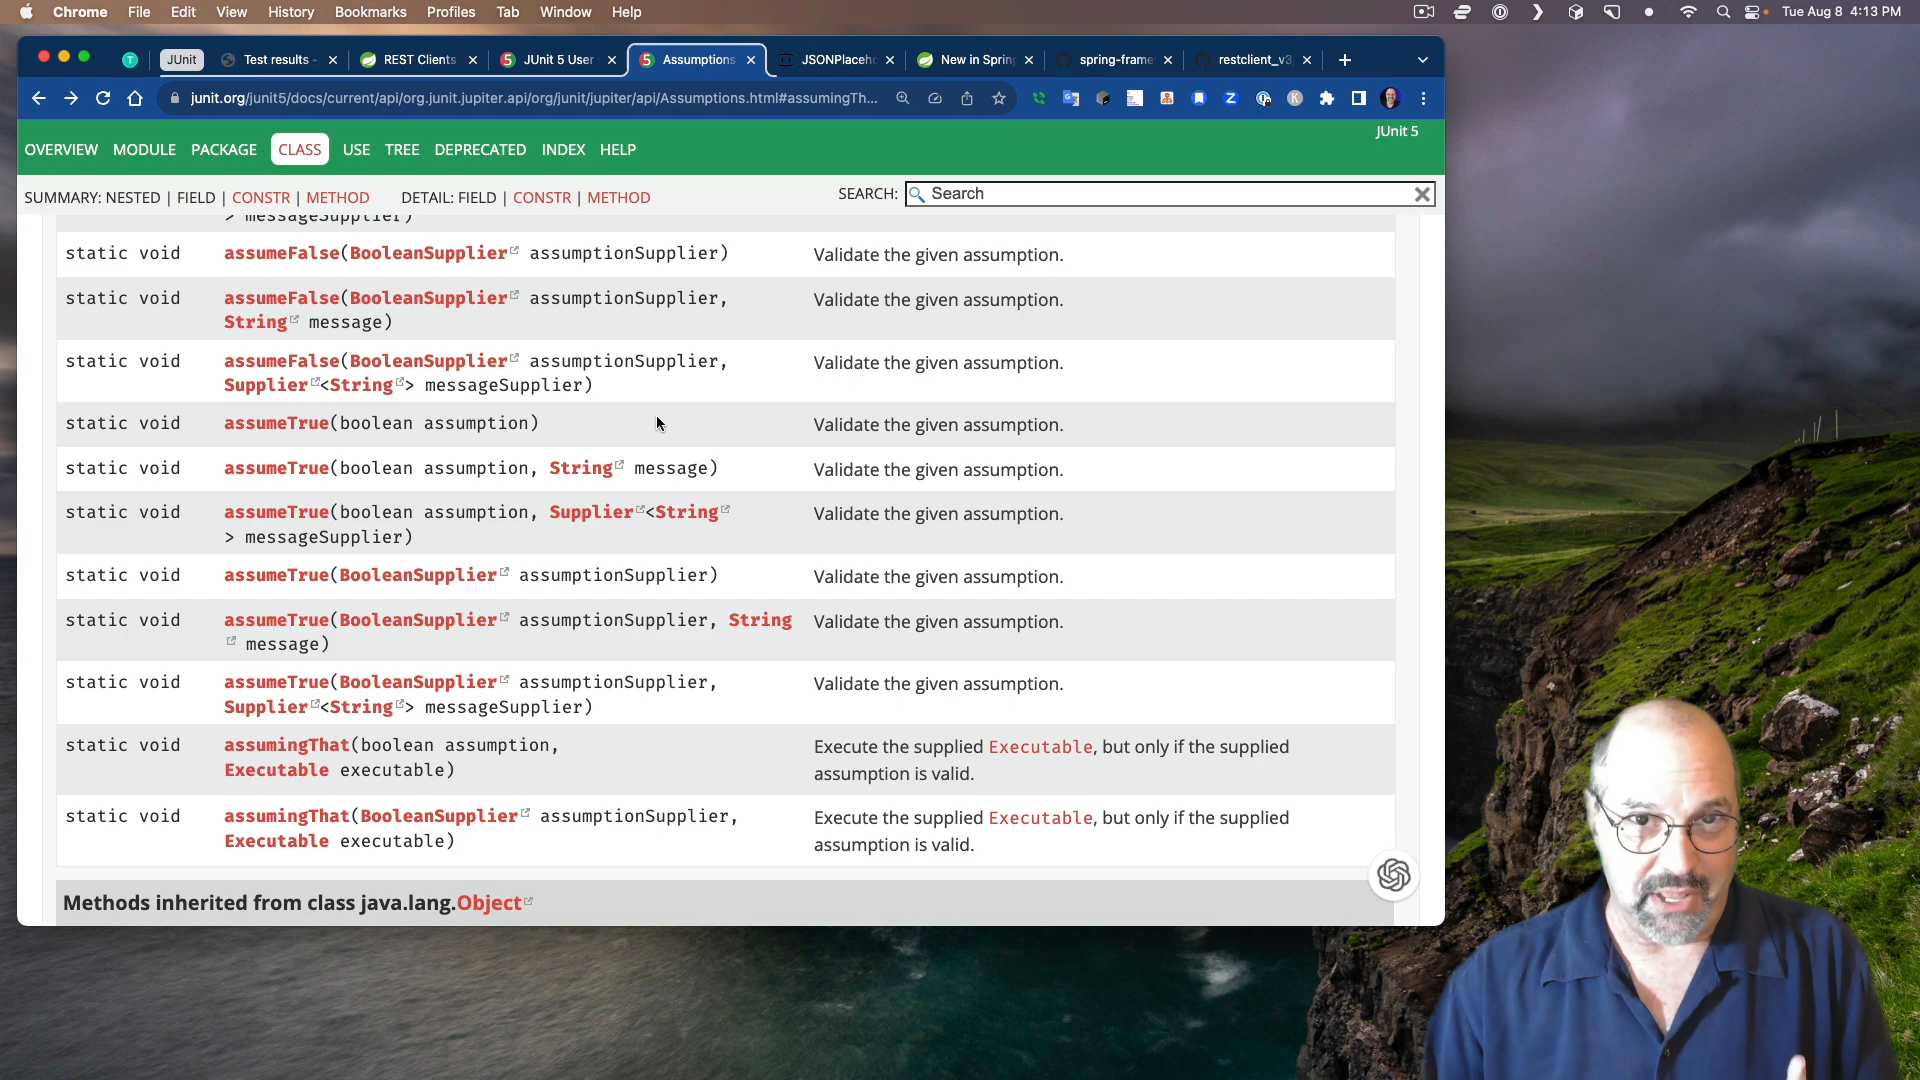 Chrome File Edit View History Bookmarks Profiles Tab Window Help Tue Aug 8 4:13 PM
T JUnit Test results - REST Clients JUnit 5 User Assumptions JSONPlaceho New in Spring spring-frame restclient_v3
junit.org/junit5/docs/current/api/org.junit.jupiter.api/org/junit/jupiter/api/Assumptions.html#assumingTh...
JUnit 5
OVERVIEW MODULE PACKAGE CLASS USE TREE DEPRECATED INDEX HELP
SUMMARY: NESTED | FIELD | CONSTR | METHOD DETAIL: FIELD | CONSTR | METHOD SEARCH: Search
> messageSupplier)
static void assumeFalse(BooleanSupplier assumptionSupplier) Validate the given assumption.
static void assumeFalse(BooleanSupplier assumptionSupplier, Validate the given assumption.
String message)
static void assumeFalse(BooleanSupplier assumptionSupplier, Validate the given assumption.
Supplier<String> messageSupplier)
static void assumeTrue(boolean assumption) Validate the given assumption.
static void assumeTrue(boolean assumption, String message) Validate the given assumption.
static void assumeTrue(boolean assumption, Supplier<String Validate the given assumption.
> messageSupplier)
static void assumeTrue(BooleanSupplier assumptionSupplier) Validate the given assumption.
static void assumeTrue(BooleanSupplier assumptionSupplier, String Validate the given assumption.
message)
static void assumeTrue(BooleanSupplier assumptionSupplier, Validate the given assumption.
Supplier<String> messageSupplier)
static void assumingThat(boolean assumption, Execute the supplied Executable, but only if the supplied
Executable executable) assumption is valid.
static void assumingThat(BooleanSupplier assumptionSupplier, Execute the supplied Executable, but only if the supplied
Executable executable) assumption is valid.
Methods inherited from class java.lang.Object